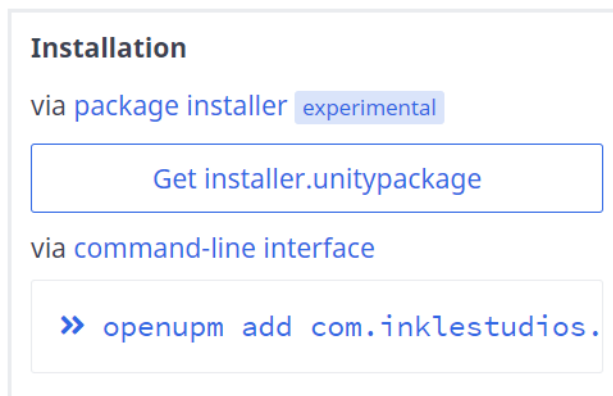 Installation
via package installer experimental
Get installer.unitypackage
via command-line interface
openupm add com.inklestudios.